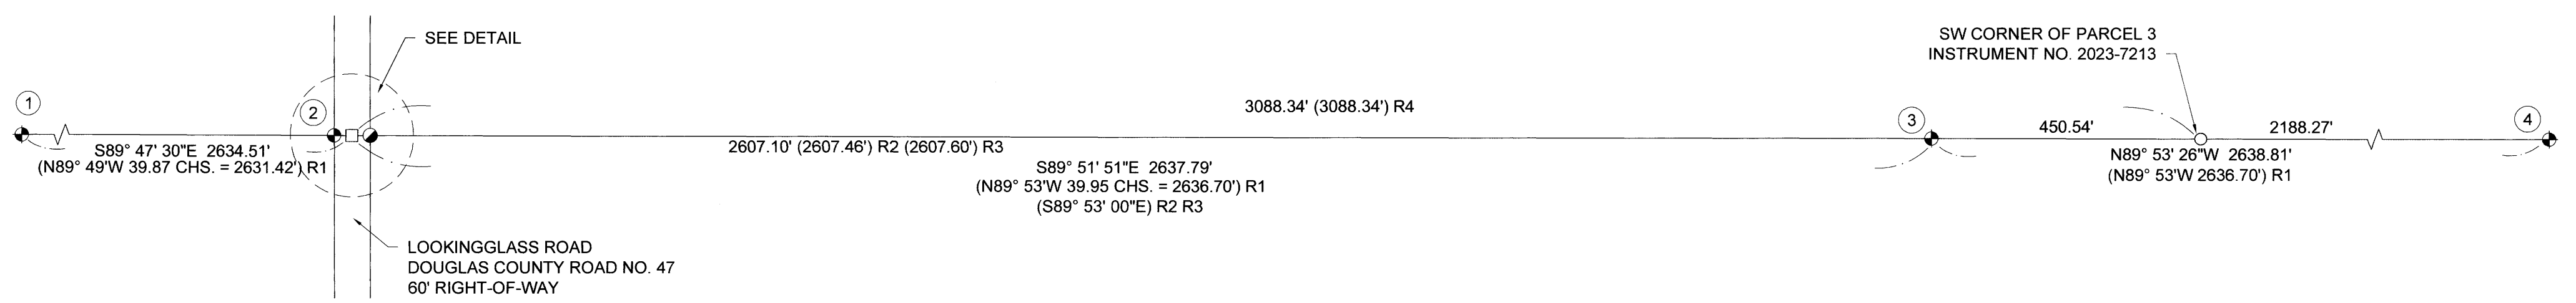 SEE DETAIL
SW CORNER OF PARCEL 3
INSTRUMENT NO. 2023-7213
1
2
3088.34' (3088.34') R4
3
450.54'
2188.27'
4
S89° 47' 30"E 2634.51'
(N89° 49'W 39.87 CHS. = 2631.42') R1
2607.10' (2607.46') R2 (2607.60') R3
S89° 51' 51"E 2637.79'
(N89° 53'W 39.95 CHS. = 2636.70') R1
(S89° 53' 00"E) R2 R3
N89° 53' 26"W 2638.81'
(N89° 53'W 2636.70') R1
LOOKINGGLASS ROAD
DOUGLAS COUNTY ROAD NO. 47
60' RIGHT-OF-WAY